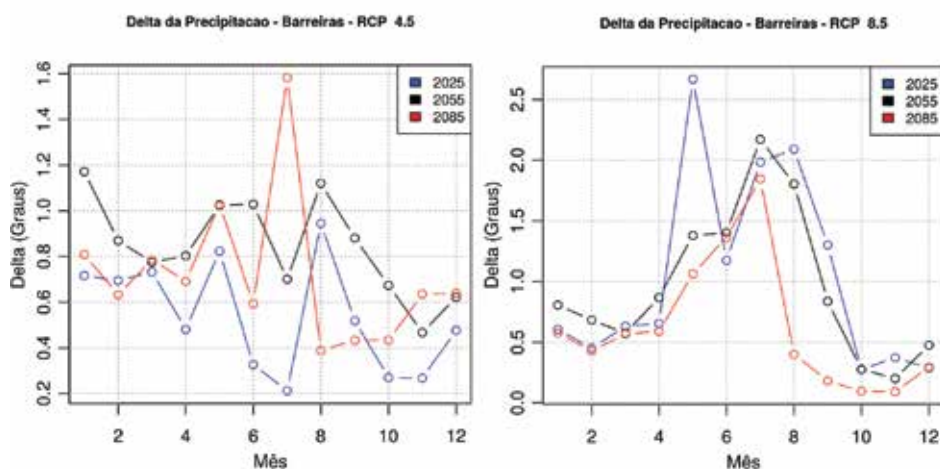 Delta da Precipitacao - Barreiras - RCP 4.5
Delta (Graus)
1.6
1.4
1.2
1.0
0.8
0.6
0.4
0.2
2025
2055
2085
2 4 6 8 10 12
Mês
Delta da Precipitacao - Barreiras - RCP 8.5
Delta (Graus)
2.5
2.0
1.5
1.0
0.5
0.0
2025
2055
2085
2 4 6 8 10 12
Mês